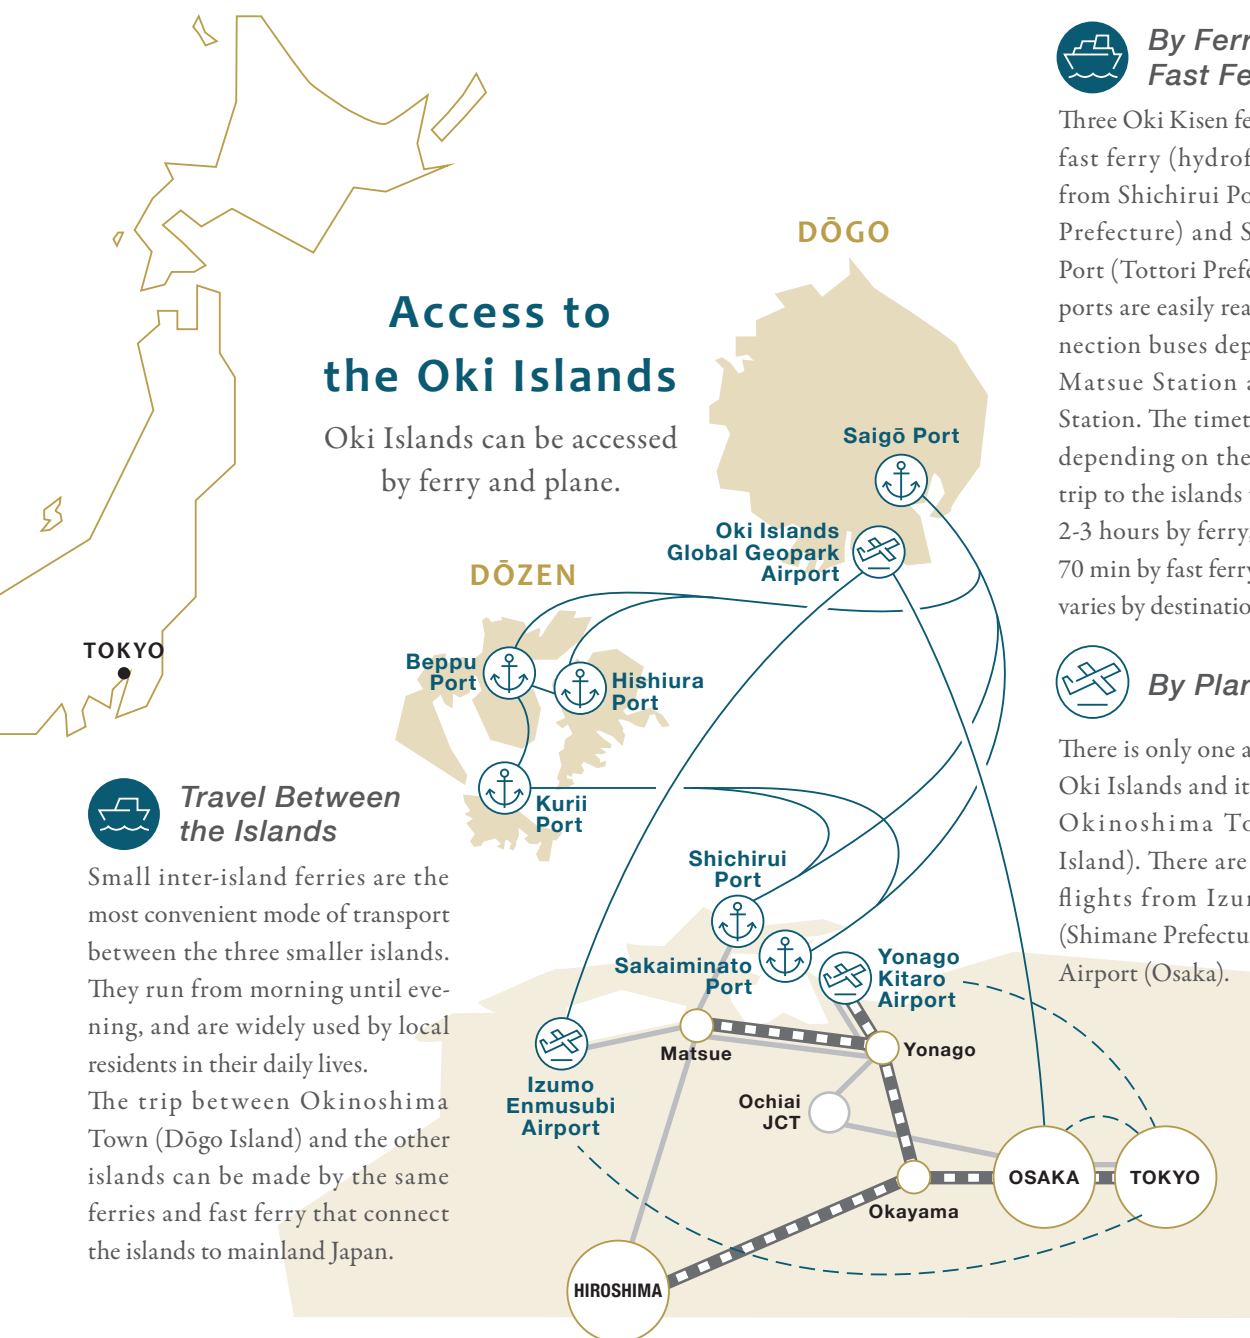 Access to
the Oki Islands
Oki Islands can be accessed
by ferry and plane.
DŌGO
Saigō Port
Oki Islands
Global Geopark
Airport
DŌZEN
Beppu
Port
Hishiura
Port
Kurii
Port
TOKYO
Travel Between
the Islands
Small inter-island ferries are the
most convenient mode of transport
between the three smaller islands.
They run from morning until eve-
ning, and are widely used by local
residents in their daily lives.
The trip between Okinoshima
Town (Dōgo Island) and the other
islands can be made by the same
ferries and fast ferry that connect
the islands to mainland Japan.
Shichirui
Port
Sakaiminato
Port
Yonago
Kitaro
Airport
Matsue
Yonago
Izumo
Enmusubi
Airport
Ochiai
JCT
OSAKA
TOKYO
Okayama
HIROSHIMA
By Ferr
Fast Fe
Three Oki Kisen fe
fast ferry (hydrof
from Shichirui Po
Prefecture) and S
Port (Tottori Prefe
ports are easily rea
nection buses dep
Matsue Station a
Station. The timet
depending on the
trip to the islands
2-3 hours by ferry,
70 min by fast ferry
varies by destinatio
By Plan
There is only one a
Oki Islands and it
Okinoshima To
Island). There are
flights from Izu
(Shimane Prefectu
Airport (Osaka).